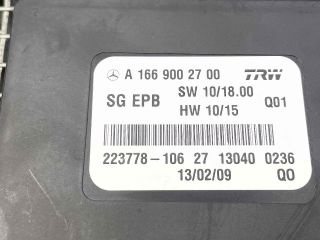 A 166 900 27 00 TRW
SG EPB SW 10/18.00 Q01
HW 10/15
223778-106 27 13040 0236
13/02/09 QO